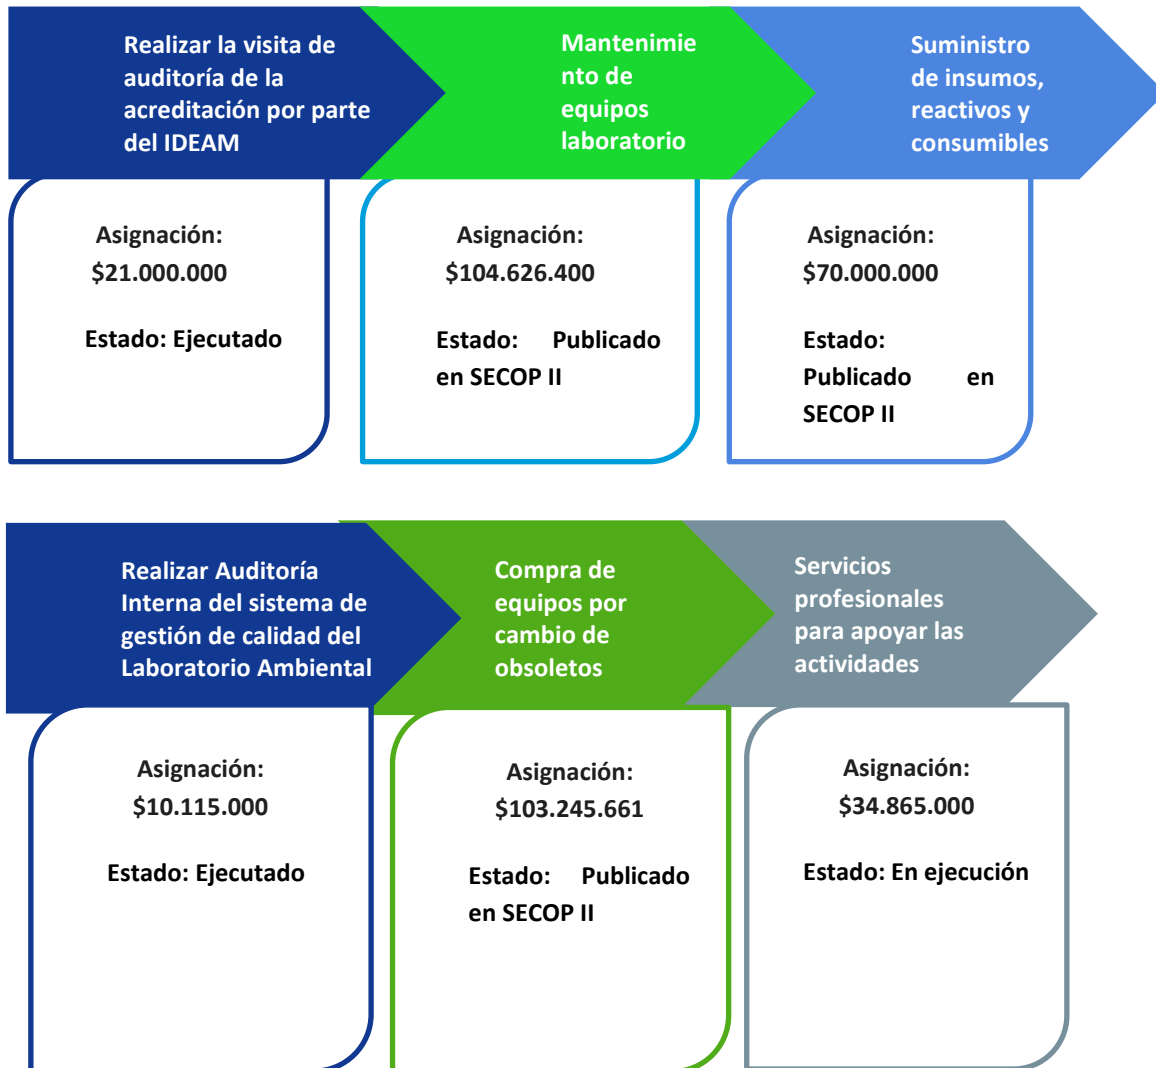 Realizar la visita de
auditoría de la
acreditación por parte
del IDEAM
Mantenimie
nto de
equipos
laboratorio
Suministro
de insumos,
reactivos y
consumibles
Asignación:
$21.000.000
Estado: Ejecutado
Asignación:
$104.626.400
Estado: Publicado
en SECOP II
Asignación:
$70.000.000
Estado:
Publicado en
SECOP II
Realizar Auditoría
Interna del sistema de
gestión de calidad del
Laboratorio Ambiental
Compra de
equipos por
cambio de
obsoletos
Servicios
profesionales
para apoyar las
actividades
Asignación:
$10.115.000
Estado: Ejecutado
Asignación:
$103.245.661
Estado: Publicado
en SECOP II
Asignación:
$34.865.000
Estado: En ejecución